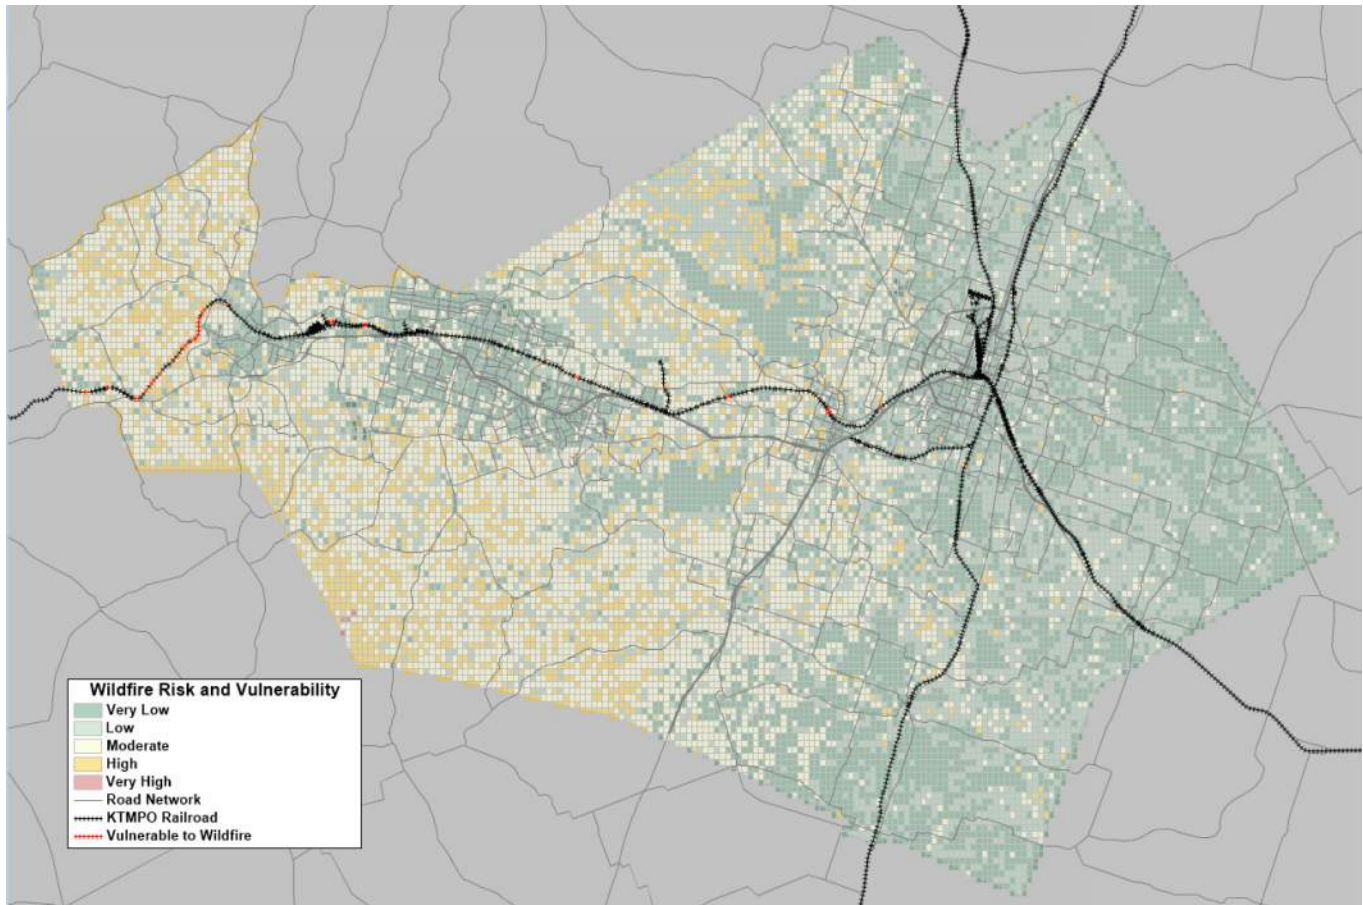 Wildfire Risk and Vulnerability
Very Low
Low
Moderate
High
Very High
Road Network
KTMPO Railroad
Vulnerable to Wildfire